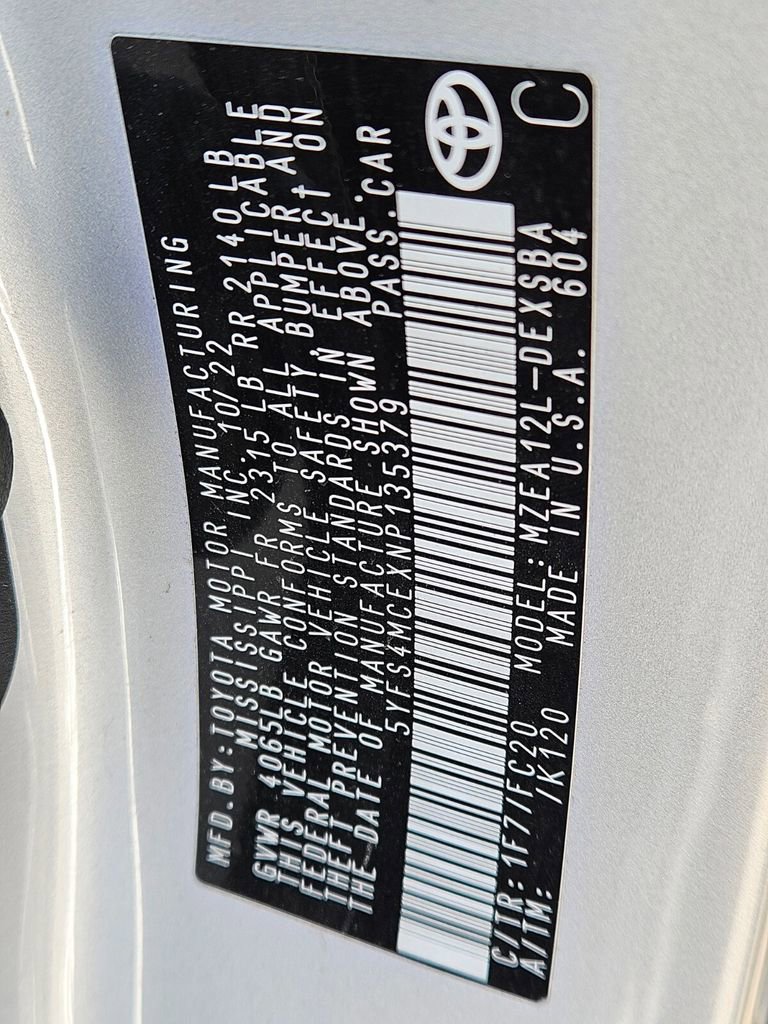 MFD.BY:TOYOTA MOTOR MANUFACTURING
MISSISSIPPI INC. 10/22
GVWR 4065LB GAWR FR 2315 LB RR 2140LB
THIS VEHICLE CONFORMS TO ALL APPLICABLE
FEDERAL MOTOR VEHICLE SAFETY, BUMPER AND
THEFT PREVENTION STANDARDS IN EFFECT ON
THE DATE OF MANUFACTURE SHOWN ABOVE.
5YFS4MCEXNP135379 PASS.CAR
C/TR: 1F7/FC20 MODEL: MZEA12L-DEXSBA
A/TM: /K120 MADE IN U.S.A. 604
C